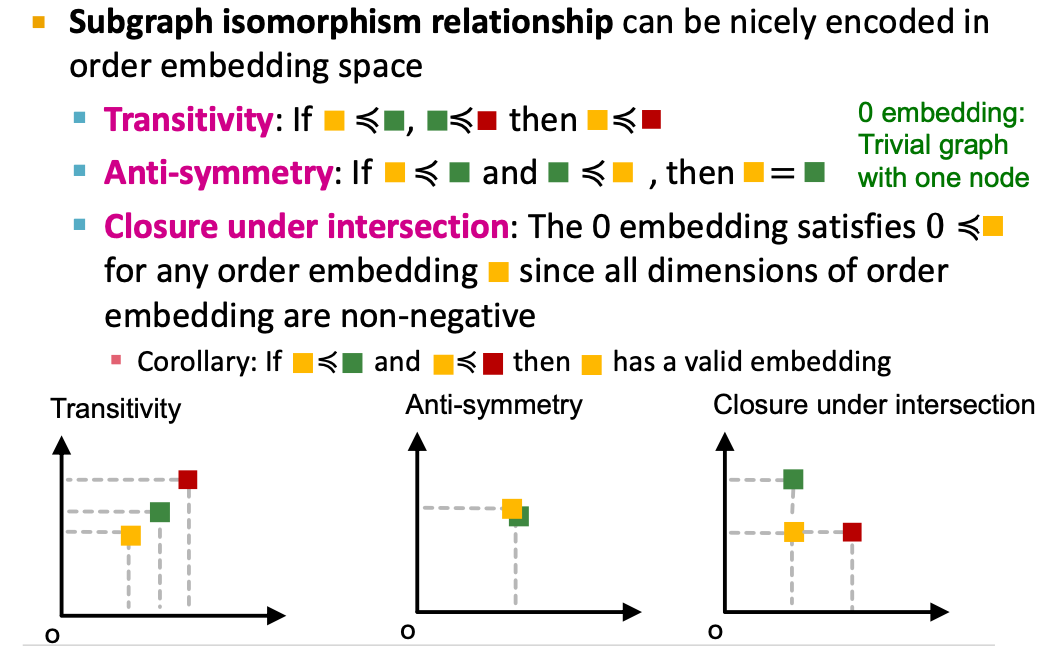 Subgraph isomorphism relationship can be nicely encoded in
order embedding space
Transitivity: If ≼ , ≼ then ≼
0 embedding:
Trivial graph
with one node
Anti-symmetry: If ≼ and ≼ , then =
Closure under intersection: The 0 embedding satisfies 0 ≼
for any order embedding since all dimensions of order
embedding are non-negative
Corollary: If ≼ and ≼ then has a valid embedding
Transitivity
Anti-symmetry
Closure under intersection
O
O
O